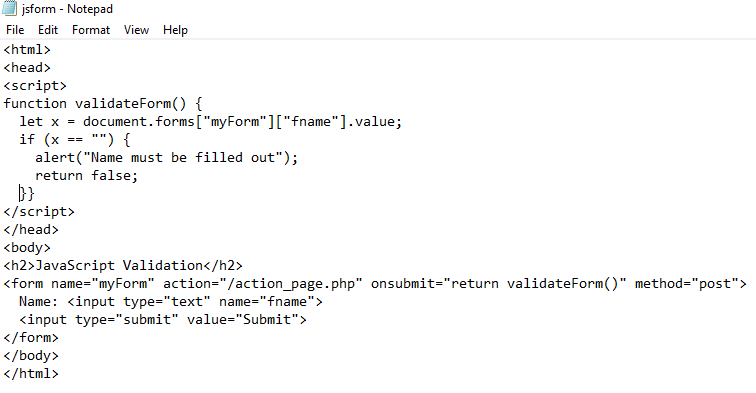 jsform - Notepad
File Edit Format View Help
<html>
<head>
<script>
function validateForm() {
  let x = document.forms["myForm"]["fname"].value;
  if (x == "") {
    alert("Name must be filled out");
    return false;
  }}
</script>
</head>
<body>
<h2>JavaScript Validation</h2>
<form name="myForm" action="/action_page.php" onsubmit="return validateForm()" method="post">
  Name: <input type="text" name="fname">
  <input type="submit" value="Submit">
</form>
</body>
</html>